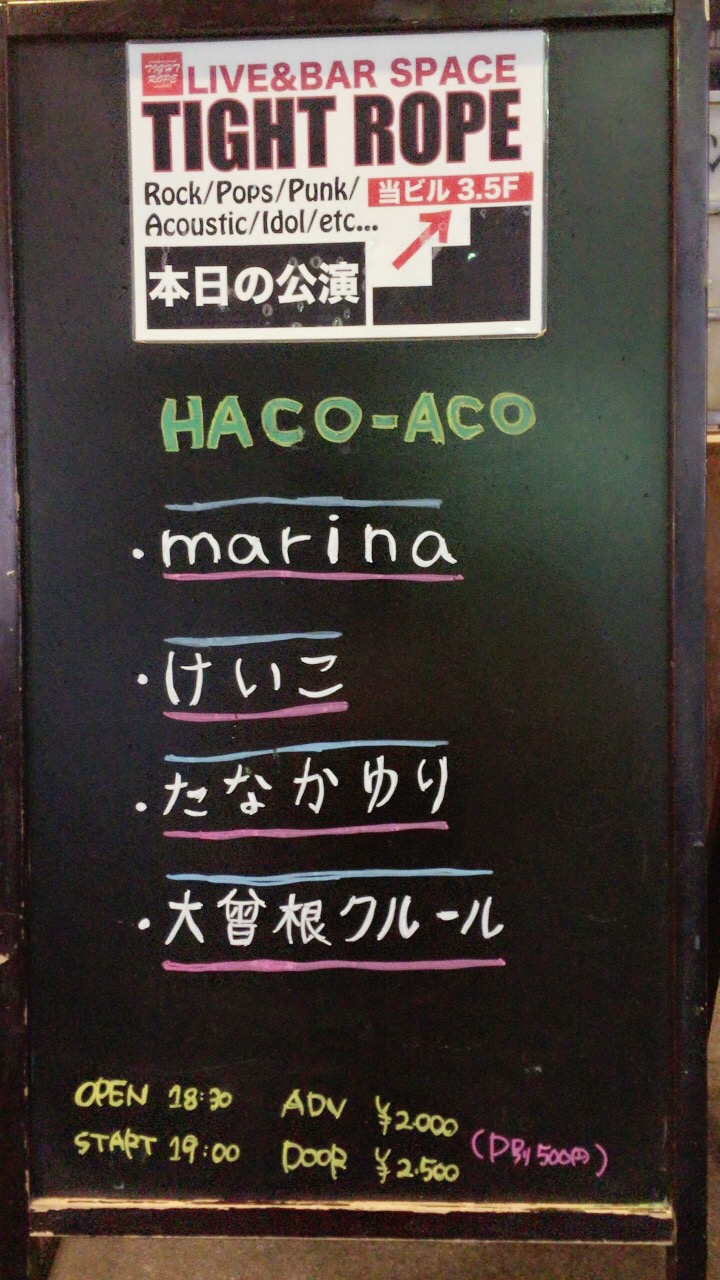 TIGHT
ROPE
LIVE&BAR SPACE
TIGHT ROPE
Rock/Pops/Punk/
Acoustic/Idol/etc...
当ビル 3.5F
本日の公演
HACO-ACO
・marina
・けいこ
・たなかゆり
・大曽根クルール
OPEN 18:30 ADV ¥2.000
START 19:00 DOOR ¥2.500 (D別500円)